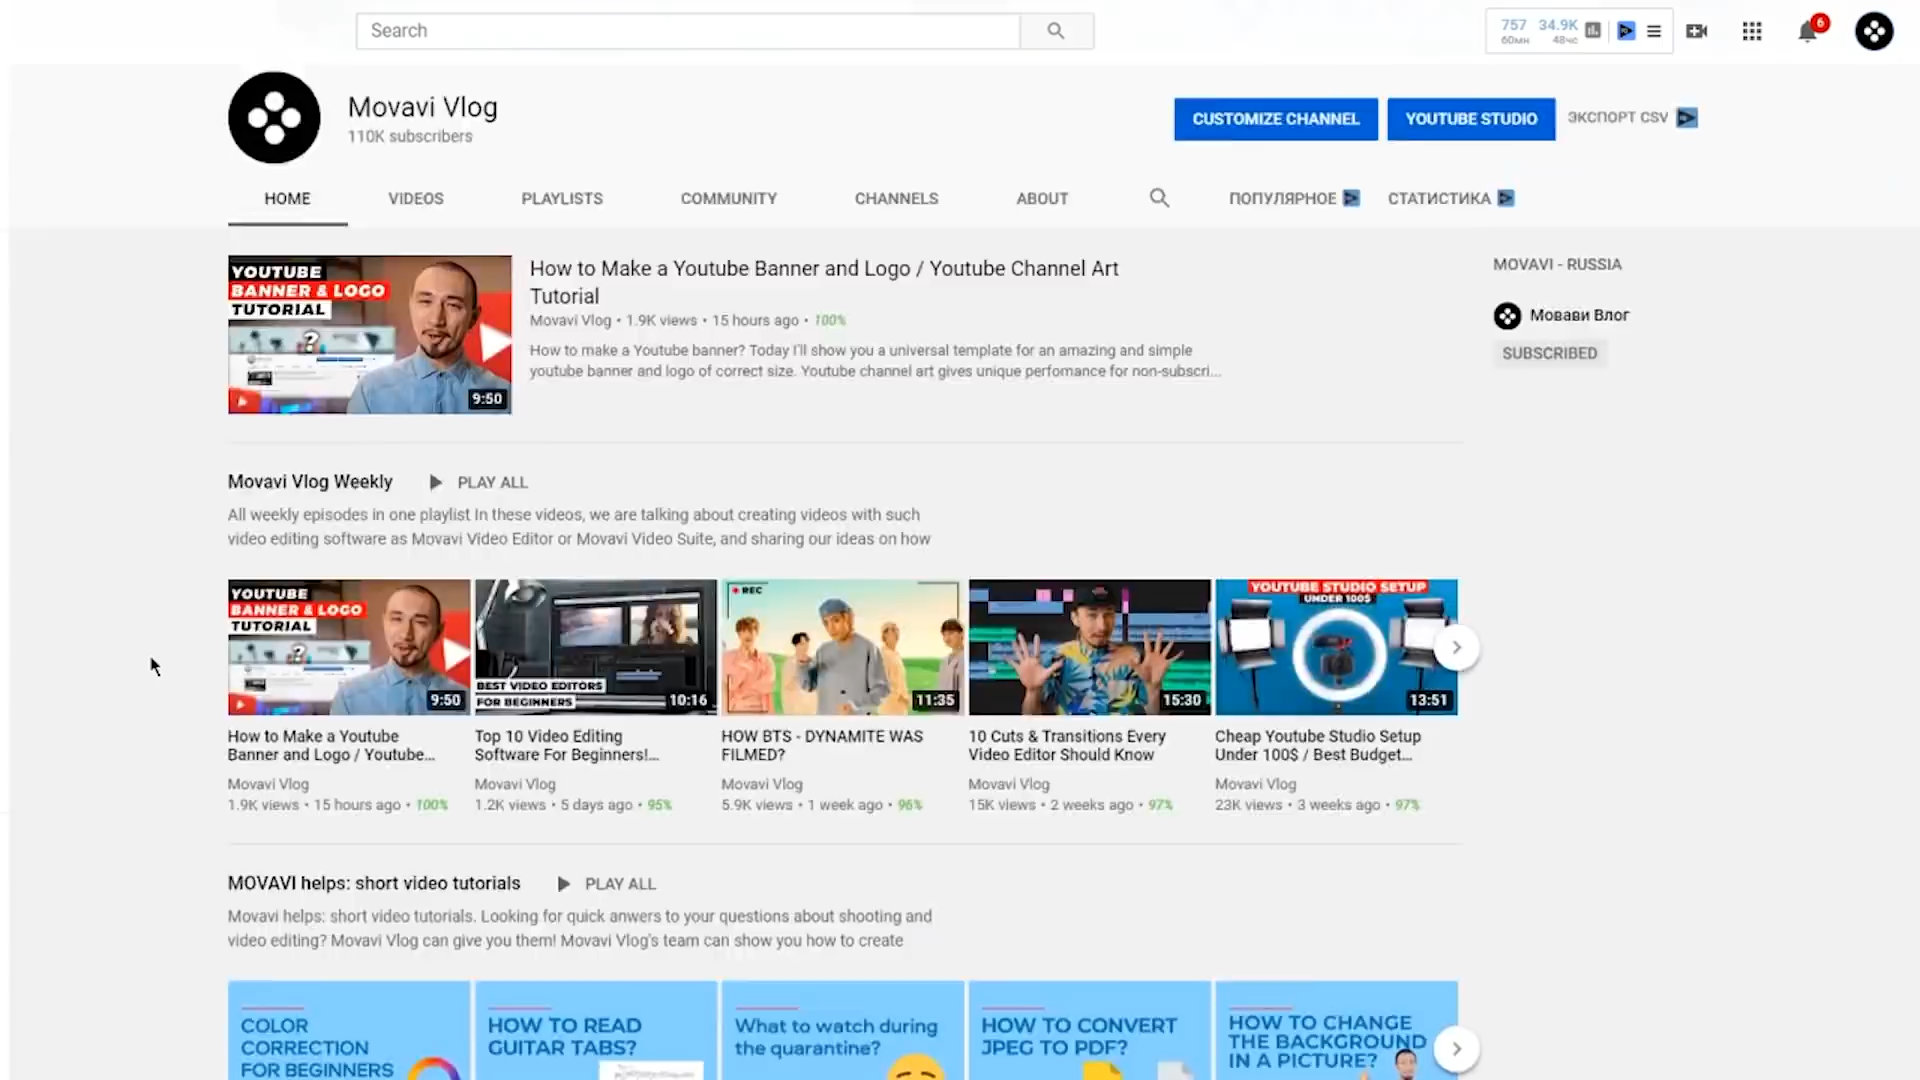 Search
757 34.9K
60мн 48чс
6
Movavi Vlog
110K subscribers
CUSTOMIZE CHANNEL
YOUTUBE STUDIO
ЭКСПОРТ CSV
HOME
VIDEOS
PLAYLISTS
COMMUNITY
CHANNELS
ABOUT
ПОПУЛЯРНОЕ
СТАТИСТИКА
YOUTUBE
BANNER & LOGO
TUTORIAL
?
9:50
How to Make a Youtube Banner and Logo / Youtube Channel Art
Tutorial
Movavi Vlog • 1.9K views • 15 hours ago • 100%
How to make a Youtube banner? Today I'll show you a universal template for an amazing and simple
youtube banner and logo of correct size. Youtube channel art gives unique perfomance for non-subscri...
MOVAVI - RUSSIA
Мовави Влог
SUBSCRIBED
Movavi Vlog Weekly
PLAY ALL
All weekly episodes in one playlist In these videos, we are talking about creating videos with such
video editing software as Movavi Video Editor or Movavi Video Suite, and sharing our ideas on how
YOUTUBE
BANNER & LOGO
TUTORIAL
?
9:50
How to Make a Youtube
Banner and Logo / Youtube...
Movavi Vlog
1.9K views • 15 hours ago • 100%
BEST VIDEO EDITORS
FOR BEGINNERS
10:16
Top 10 Video Editing
Software For Beginners!...
Movavi Vlog
1.2K views • 5 days ago • 95%
REC
11:35
HOW BTS - DYNAMITE WAS
FILMED?
Movavi Vlog
5.9K views • 1 week ago • 96%
15:30
10 Cuts & Transitions Every
Video Editor Should Know
Movavi Vlog
15K views • 2 weeks ago • 97%
YOUTUBE STUDIO SETUP
UNDER 100$
13:51
Cheap Youtube Studio Setup
Under 100$ / Best Budget...
Movavi Vlog
23K views • 3 weeks ago • 97%
MOVAVI helps: short video tutorials
PLAY ALL
Movavi helps: short video tutorials. Looking for quick anwers to your questions about shooting and
video editing? Movavi Vlog can give you them! Movavi Vlog's team can show you how to create
COLOR
CORRECTION
FOR BEGINNERS
HOW TO READ
GUITAR TABS?
What to watch during
the quarantine?
HOW TO CONVERT
JPEG TO PDF?
HOW TO CHANGE
THE BACKGROUND
IN A PICTURE?